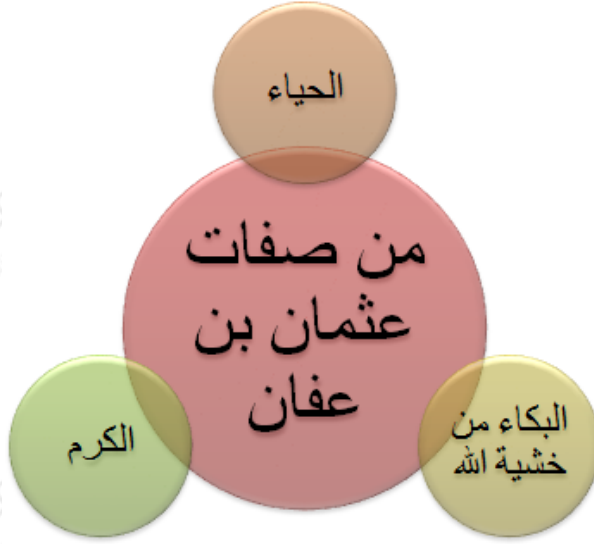 الحياء
من صفات
عثمان بن
عفان
البكاء من
خشية الله
الكرم